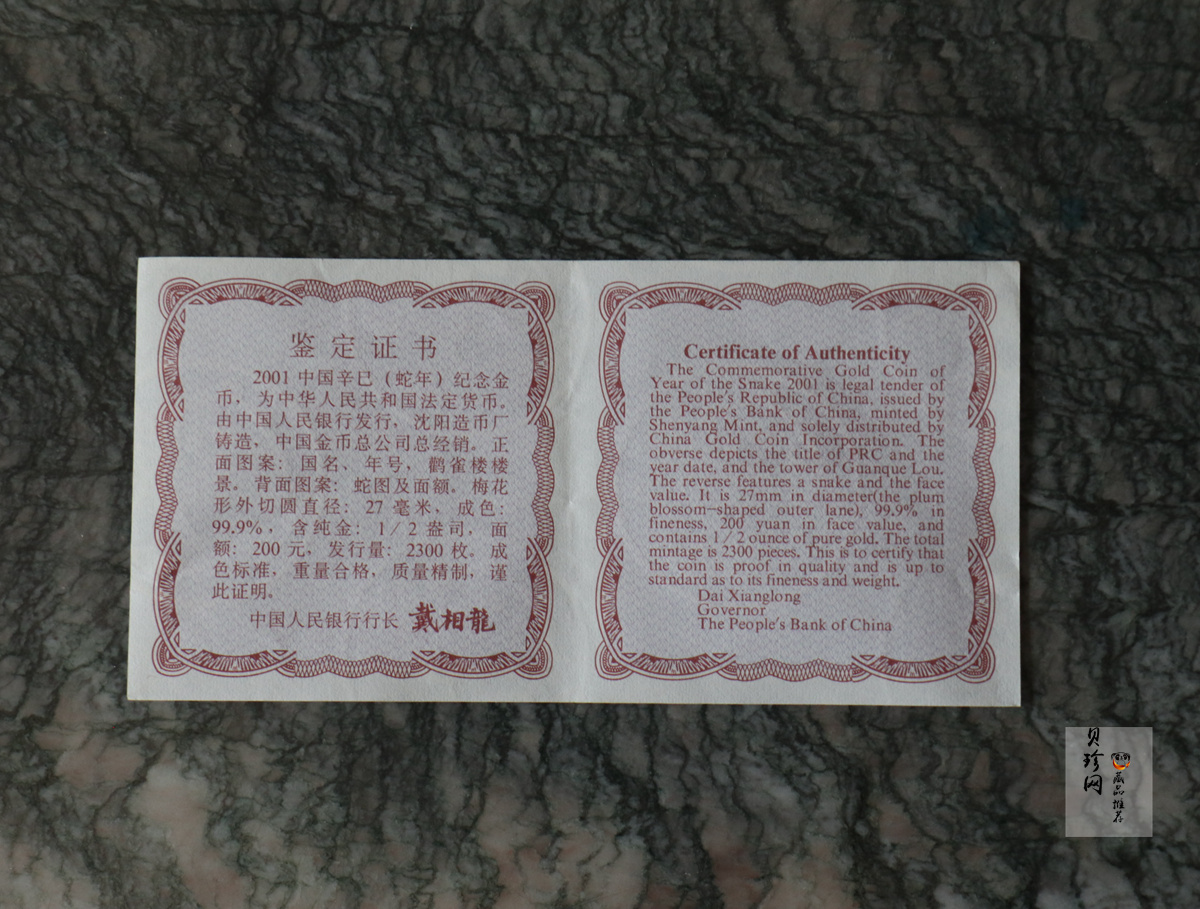 鉴定证书
2001 中国辛巳（蛇年）纪念金
币，为中华人民共和国法定货币。
由中国人民银行发行，沈阳造币厂
铸造，中国金币总公司总经销。正
面图案：国名、年号，鹳雀楼楼
景。背面图案：蛇图及面额。梅花
形外切圆直径：27 毫米，成色：
99.9%，含纯金：1／2 盎司，面
额：200 元，发行量：2300 枚。成
色标准，重量合格，质量精制，谨
此证明。
中国人民银行行长 戴相龍
Certificate of Authenticity
The Commemorative Gold Coin of
Year of the Snake 2001 is legal tender of
the People's Republic of China, issued by
the People's Bank of China, minted by
Shenyang Mint, and solely distributed by
China Gold Coin Incorporation. The
obverse depicts the title of PRC and the
year date, and the tower of Guanque Lou.
The reverse features a snake and the face
value. It is 27mm in diameter(the plum
blossom-shaped outer lane), 99.9% in
fineness, 200 yuan in face value, and
contains 1／2 ounce of pure gold. The total
mintage is 2300 pieces. This is to certify that
the coin is proof in quality and is up to
standard as to its fineness and weight.
Dai Xianglong
Governor
The People's Bank of China
贝珍网
藏品推荐